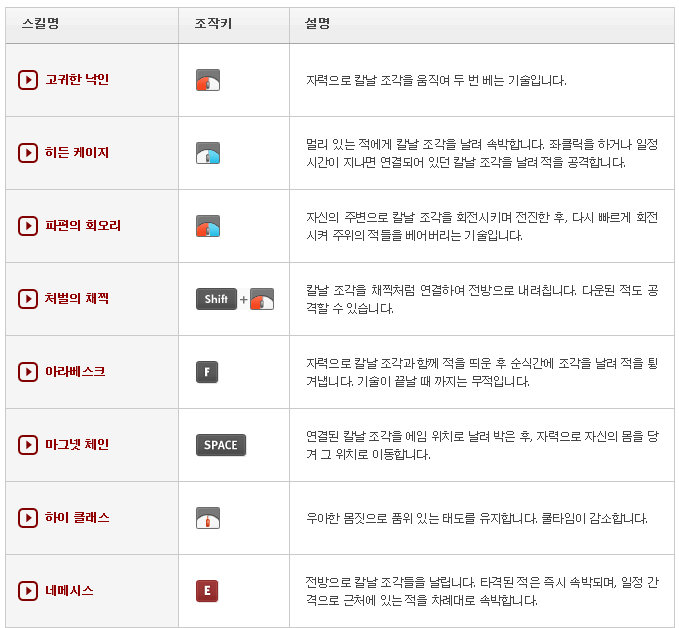 스킬명 조작키 설명
고귀한 낙인 자력으로 칼날 조각을 움직여 두 번 베는 기술입니다.
히든 케이지 멀리 있는 적에게 칼날 조각을 날려 속박합니다. 좌클릭을 하거나 일정
시간이 지나면 연결되어 있던 칼날 조각을 날려 적을 공격합니다.
파편의 회오리 자신의 주변으로 칼날 조각을 회전시키며 전진한 후, 다시 빠르게 회전
시켜 주위의 적들을 베어버리는 기술입니다.
처벌의 채찍 Shift + 칼날 조각을 채찍처럼 연결하여 전방으로 내려칩니다. 다운된 적도 공
격할 수 있습니다.
아라베스크 F 자력으로 칼날 조각과 함께 적을 띄운 후 순식간에 조각을 날려 적을 튕
겨냅니다. 기술이 끝날 때 까지는 무적입니다.
마그넷 체인 SPACE 연결된 칼날 조각을 에임 위치로 날려 박은 후, 자력으로 자신의 몸을 당
겨 그 위치로 이동합니다.
하이 클래스 우아한 몸짓으로 품위 있는 태도를 유지합니다. 쿨타임이 감소합니다.
네메시스 E 전방으로 칼날 조각들을 날립니다. 타격된 적은 즉시 속박되며, 일정 간
격으로 근처에 있는 적을 차례대로 속박합니다.